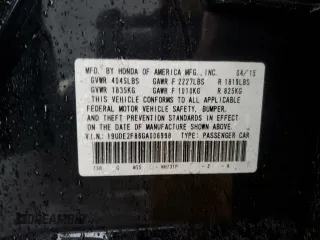 MFD. BY HONDA OF AMERICA MFG., INC. 04/15
GVWR 4045LBS GAWR F 2227LBS R 1819LBS
GVWR 1835KG GAWR F 1010KG R 825KG
THIS VEHICLE CONFORMS TO ALL APPLICABLE
FEDERAL MOTOR VEHICLE SAFETY, BUMPER,
AND THEFT PREVENTION STANDARDS IN EFFECT
ON THE DATE OF MANUFACTURE SHOWN ABOVE.
V.I.N.: 19UDE2F86GA006998 TYPE: PASSENGER CAR